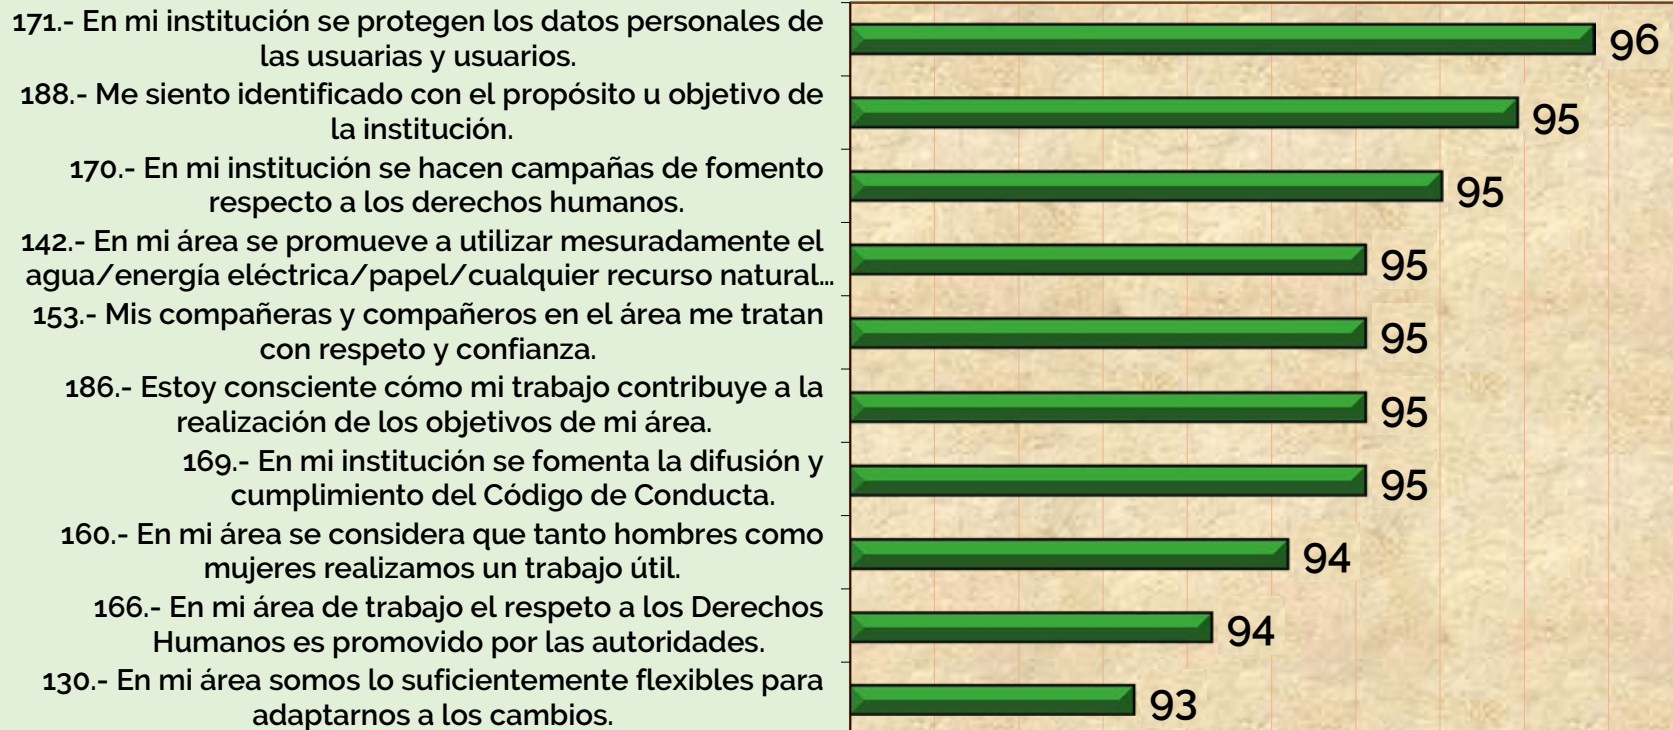 171.- En mi institución se protegen los datos personales de
las usuarias y usuarios.
96
188.- Me siento identificado con el propósito u objetivo de
la institución.
95
170.- En mi institución se hacen campañas de fomento
respecto a los derechos humanos.
95
142.- En mi área se promueve a utilizar mesuradamente el
agua/energía eléctrica/papel/cualquier recurso natural...
95
153.- Mis compañeras y compañeros en el área me tratan
con respeto y confianza.
95
186.- Estoy consciente cómo mi trabajo contribuye a la
realización de los objetivos de mi área.
95
169.- En mi institución se fomenta la difusión y
cumplimiento del Código de Conducta.
95
160.- En mi área se considera que tanto hombres como
mujeres realizamos un trabajo útil.
94
166.- En mi área de trabajo el respeto a los Derechos
Humanos es promovido por las autoridades.
94
130.- En mi área somos lo suficientemente flexibles para
adaptarnos a los cambios.
93